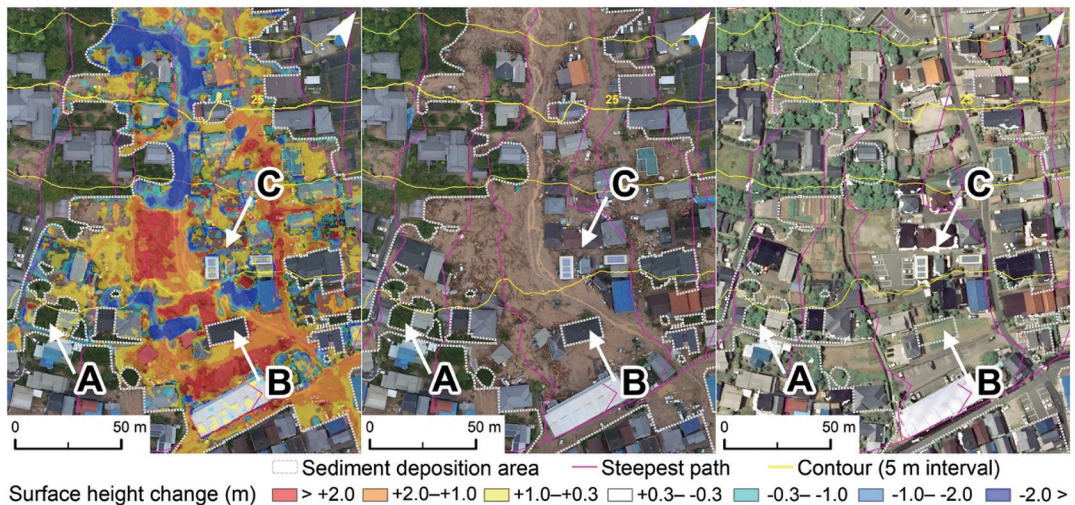 25
25
25
C
C
C
A
B
A
B
A
B
0
50 m
0
50 m
0
50 m
Sediment deposition area
Steepest path
Contour (5 m interval)
Surface height change (m)
> +2.0
+2.0–+1.0
+1.0–+0.3
+0.3– -0.3
-0.3– -1.0
-1.0– -2.0
-2.0 >